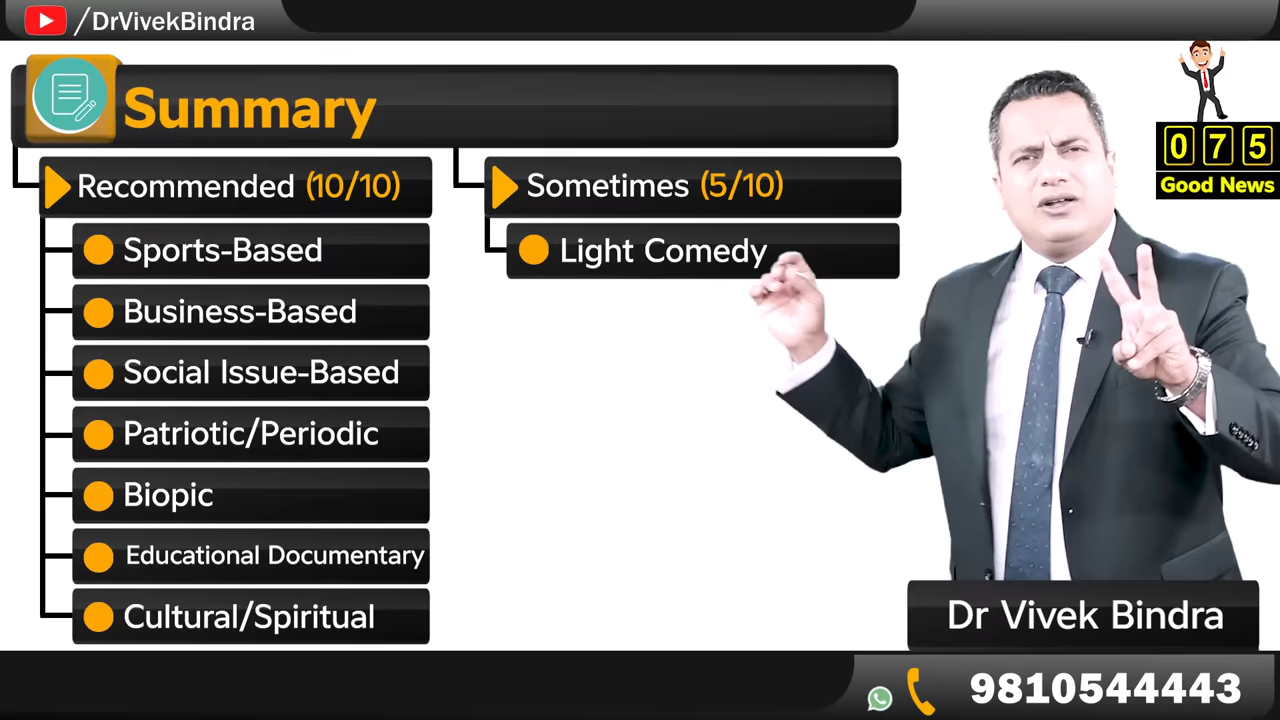 /DrVivekBindra
Summary
Recommended (10/10)
Sports-Based
Business-Based
Social Issue-Based
Patriotic/Periodic
Biopic
Educational Documentary
Cultural/Spiritual
Sometimes (5/10)
Light Comedy
075
Good News
Dr Vivek Bindra
9810544443